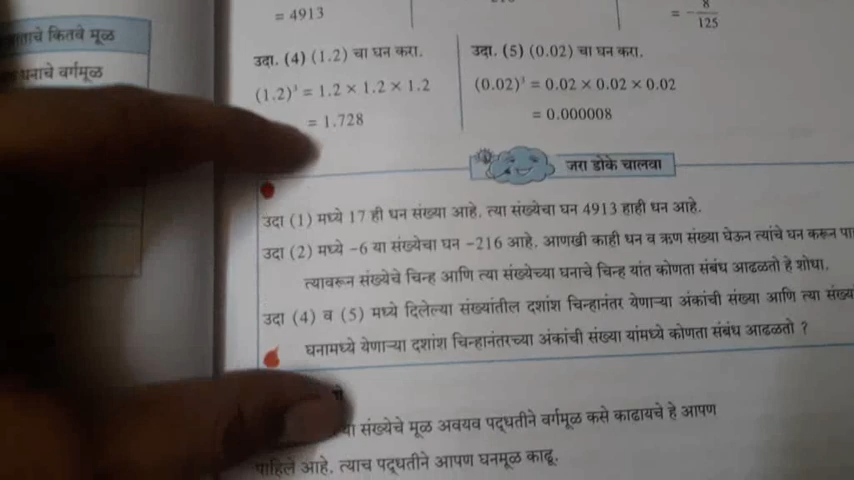 = 4913
= - 8/125
कितवे मूळ
घनाचे वर्गमूळ
उदा. (4) (1.2) चा घन करा.
(1.2)³ = 1.2 × 1.2 × 1.2
= 1.728
उदा. (5) (0.02) चा घन करा.
(0.02)³ = 0.02 × 0.02 × 0.02
= 0.000008
जरा डोके चालवा
उदा (1) मध्ये 17 ही धन संख्या आहे. त्या संख्येचा घन 4913 हाही धन आहे.
उदा (2) मध्ये -6 या संख्येचा घन -216 आहे. आणखी काही धन व ऋण संख्या घेऊन त्यांचे घन करून
त्यावरून संख्येचे चिन्ह आणि त्या संख्येच्या घनाचे चिन्ह यांत कोणता संबंध आढळतो हे शोधा.
उदा (4) व (5) मध्ये दिलेल्या संख्यांतील दशांश चिन्हानंतर येणाऱ्या अंकांची संख्या आणि त्या
घनामध्ये येणाऱ्या दशांश चिन्हानंतरच्या अंकांची संख्या यांमध्ये कोणता संबंध आढळतो ?
संख्येचे मूळ अवयव पद्धतीने वर्गमूळ कसे काढायचे हे आपण
पाहिले आहे. त्याच पद्धतीने आपण घनमूळ काढू.